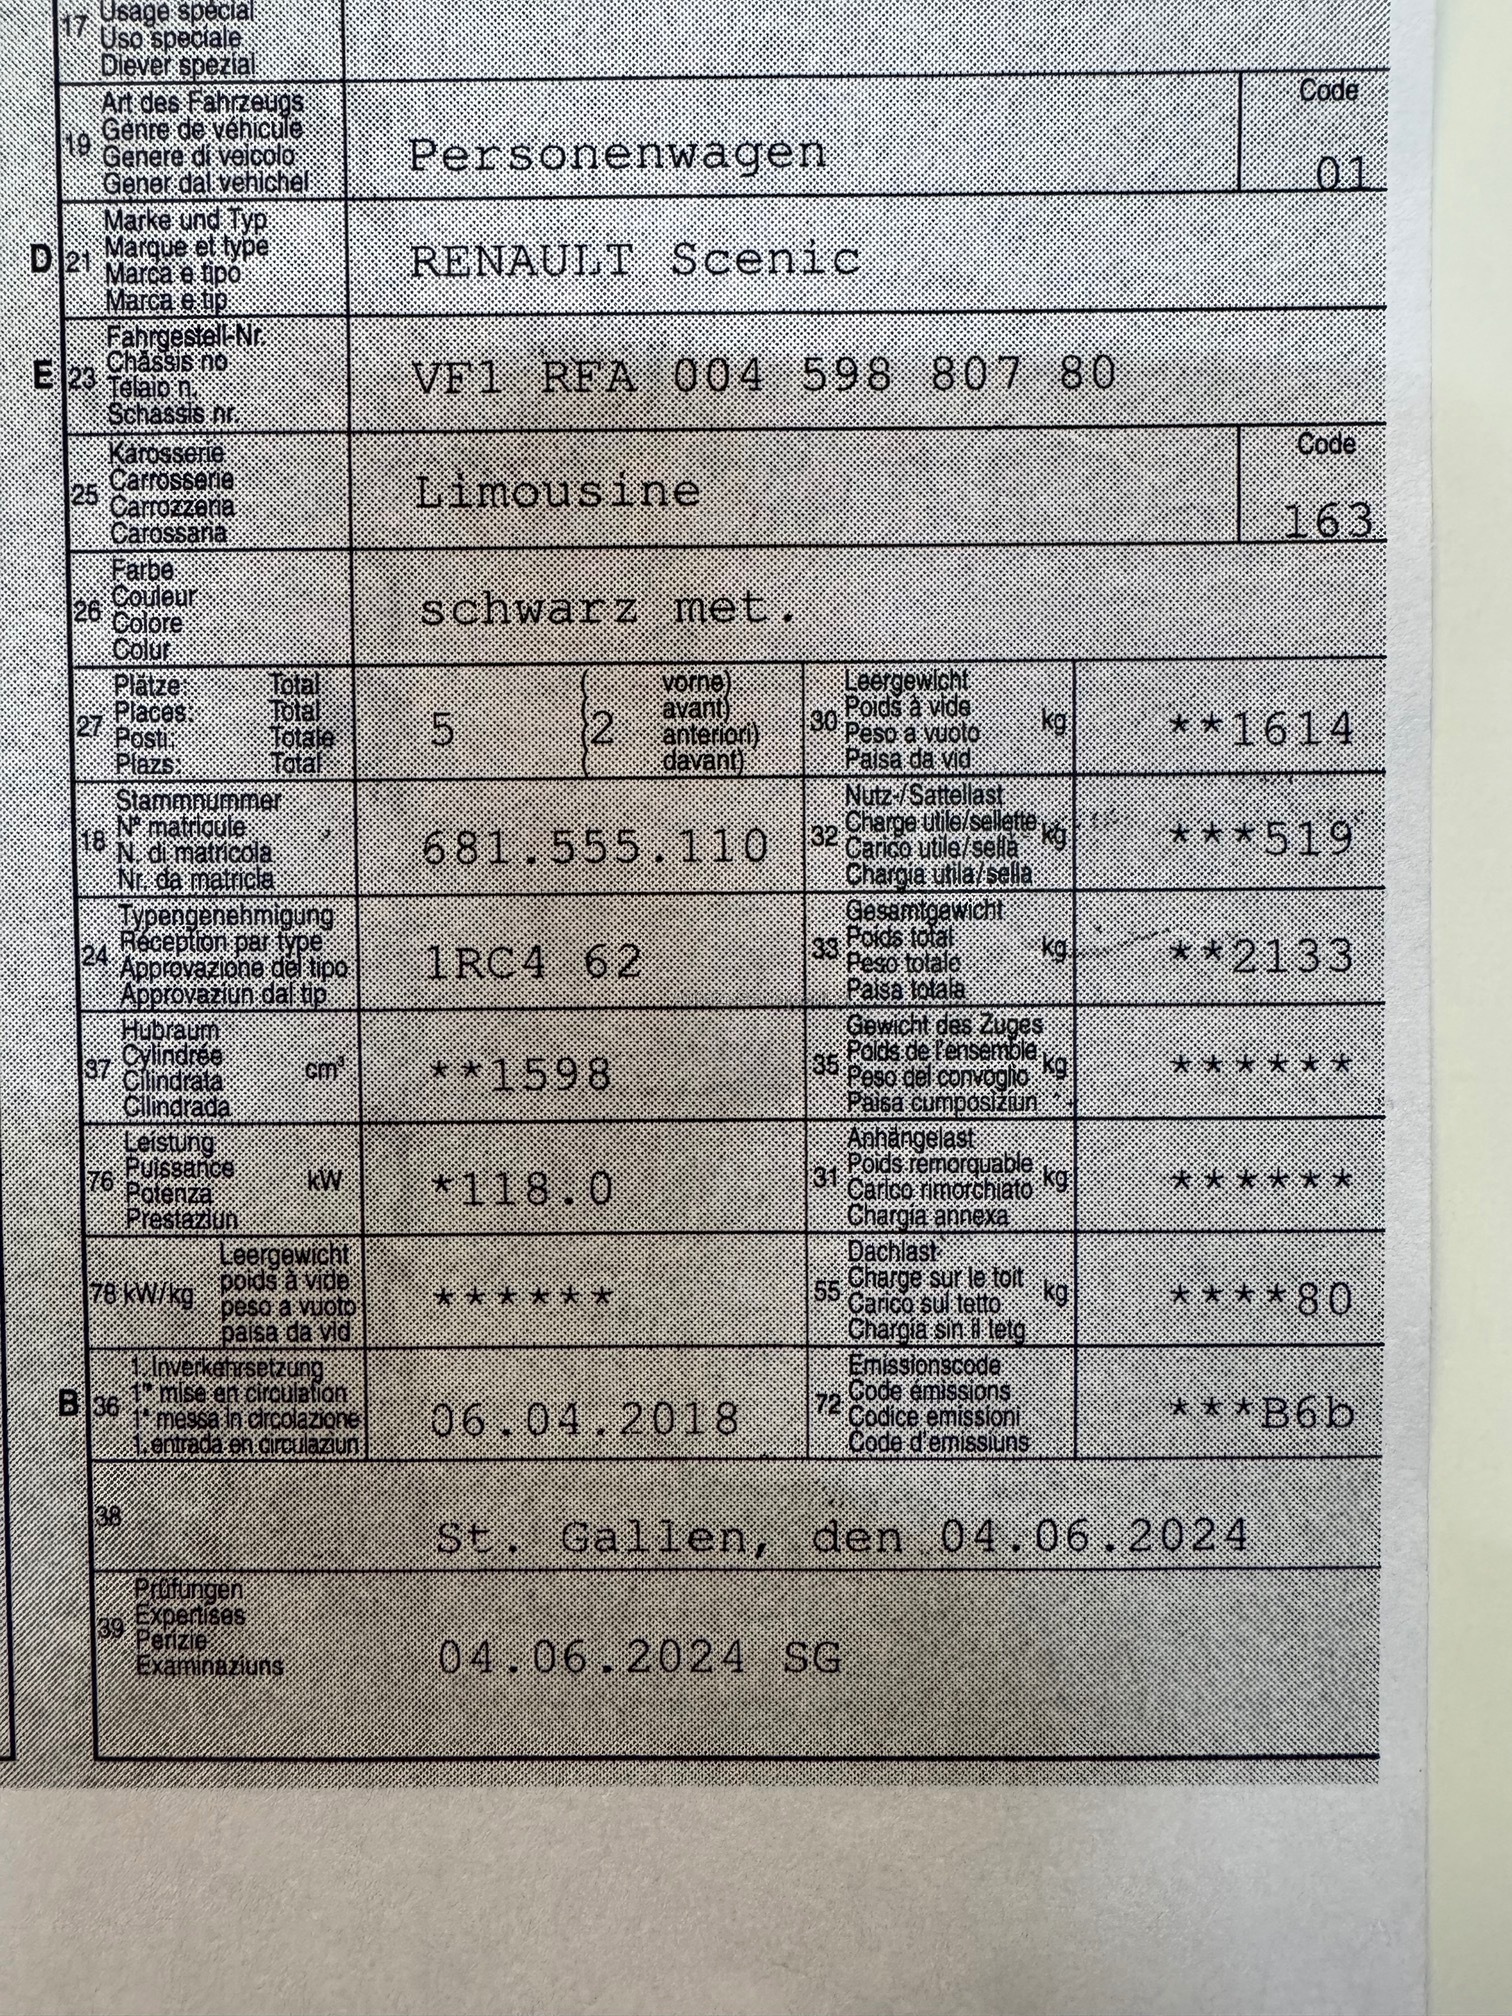 17 Usage spécial
Uso speciale
Diever spezial
19 Art des Fahrzeugs
Genre de véhicule
Genere di veicolo
Gener dal vehichel
Personenwagen
Code
01
D 21 Marke und Typ
Marque et type
Marca e tipo
Marca e tip
RENAULT Scenic
E 23 Fahrgestell-Nr.
Châssis no
Telaio n.
Schassis nr.
VF1 RFA 004 598 807 80
25 Karosserie
Carrosserie
Carrozzeria
Carossaria
Limousine
Code
163
26 Farbe
Couleur
Colore
Colur
schwarz met.
27 Plätze: Total
Places: Total
Posti: Totale
Plazs: Total
5 (2 vorne)
avant)
anteriori)
davant)
30 Leergewicht
Poids à vide
Peso a vuoto
Paisa da vid
kg
**1614
18 Stammnummer
N° matricule
N. di matricola
Nr. da matricla
681.555.110
32 Nutz-/Sattellast
Charge utile/sellette
Carico utile/sella
Chargia utila/sella
kg
***519
24 Typengenehmigung
Réception par type
Approvazione del tipo
Approvaziun dal tip
1RC4 62
33 Gesamtgewicht
Poids total
Peso totale
Paisa totala
kg
**2133
37 Hubraum
Cylindrée
Cilindrata
Cilindrada
cm³
**1598
35 Gewicht des Zuges
Poids de l'ensemble
Peso del convoglio
Paisa cumposiziun
kg
******
76 Leistung
Puissance
Potenza
Prestaziun
kW
*118.0
31 Anhängelast
Poids remorquable
Carico rimorchiato
Chargia annexa
kg
******
78 kW/kg Leergewicht
poids à vide
peso a vuoto
paisa da vid
******
55 Dachlast
Charge sur le toit
Carico sul tetto
Chargia sin il tetg
kg
****80
B 36 1. Inverkehrsetzung
1re mise en circulation
1a messa in circolazione
1. entrada en circulaziun
06.04.2018
72 Emissionscode
Code émissions
Codice emissioni
Code d'emissiuns
***B6b
38
St. Gallen, den 04.06.2024
39 Prüfungen
Expertises
Perizie
Examinaziuns
04.06.2024 SG